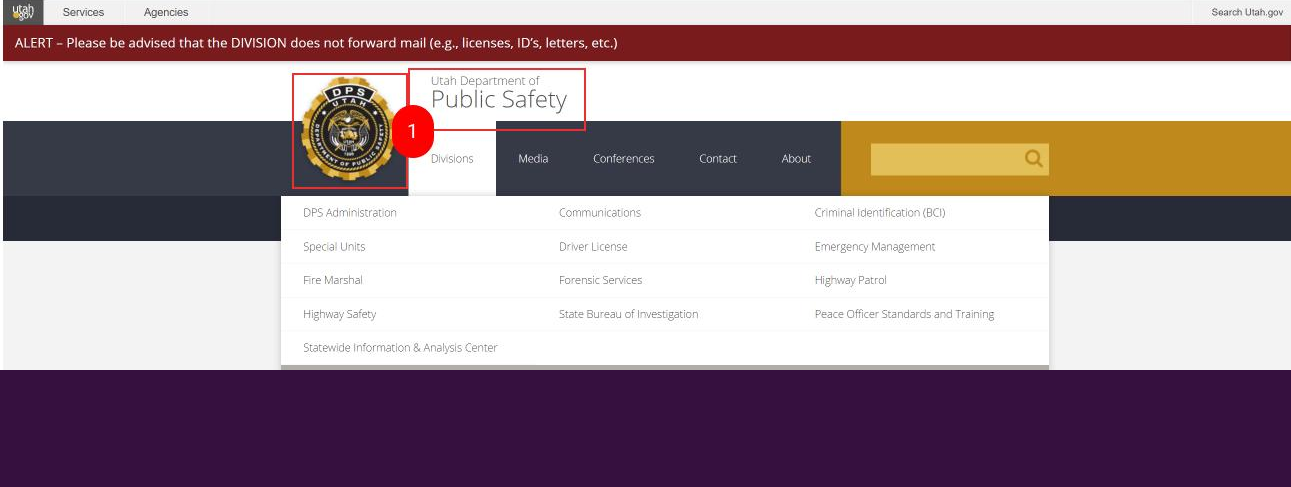 utah
gov
Services Agencies Search Utah.gov
ALERT – Please be advised that the DIVISION does not forward mail (e.g., licenses, ID's, letters, etc.)
DPS
UTAH
DEPARTMENT OF PUBLIC SAFETY
Utah Department of
Public Safety
1
Divisions Media Conferences Contact About
DPS Administration Communications Criminal Identification (BCI)
Special Units Driver License Emergency Management
Fire Marshal Forensic Services Highway Patrol
Highway Safety State Bureau of Investigation Peace Officer Standards and Training
Statewide Information & Analysis Center